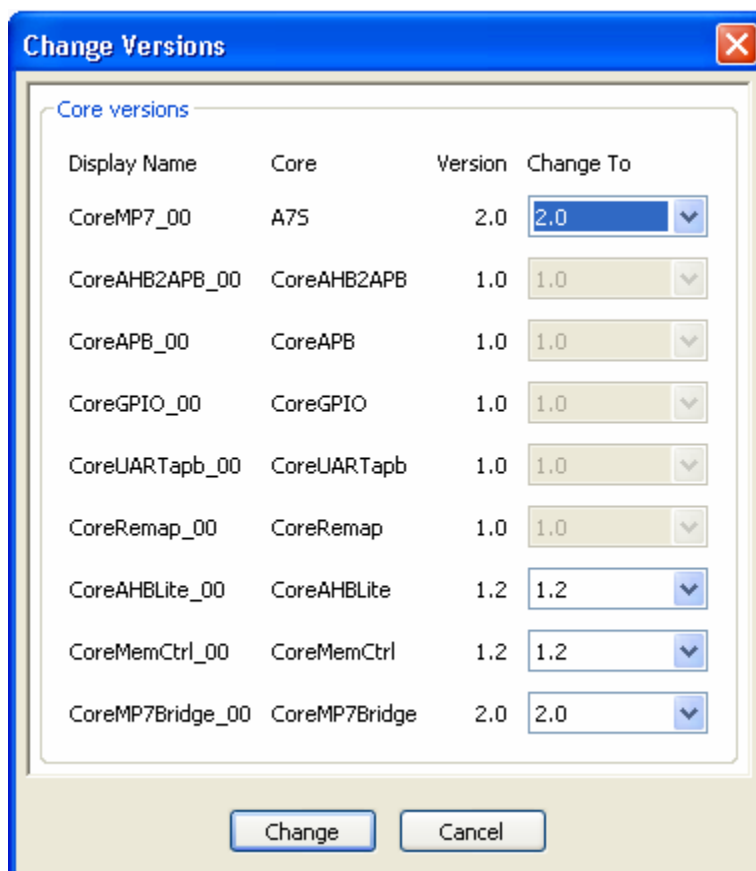 Change Versions
Core versions
Display Name Core Version Change To
CoreMP7_00 A7S 2.0 2.0
CoreAHB2APB_00 CoreAHB2APB 1.0 1.0
CoreAPB_00 CoreAPB 1.0 1.0
CoreGPIO_00 CoreGPIO 1.0 1.0
CoreUARTapb_00 CoreUARTapb 1.0 1.0
CoreRemap_00 CoreRemap 1.0 1.0
CoreAHBLite_00 CoreAHBLite 1.2 1.2
CoreMemCtrl_00 CoreMemCtrl 1.2 1.2
CoreMP7Bridge_00 CoreMP7Bridge 2.0 2.0
Change Cancel